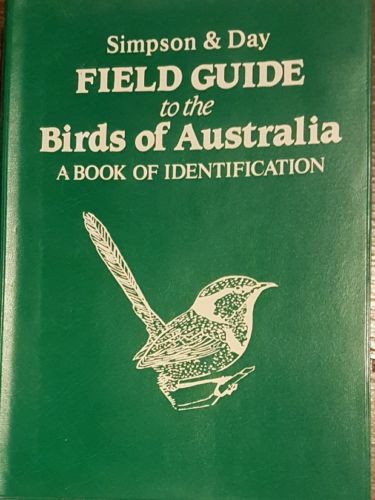 Simpson & Day
FIELD GUIDE
to the
Birds of Australia
A BOOK OF IDENTIFICATION